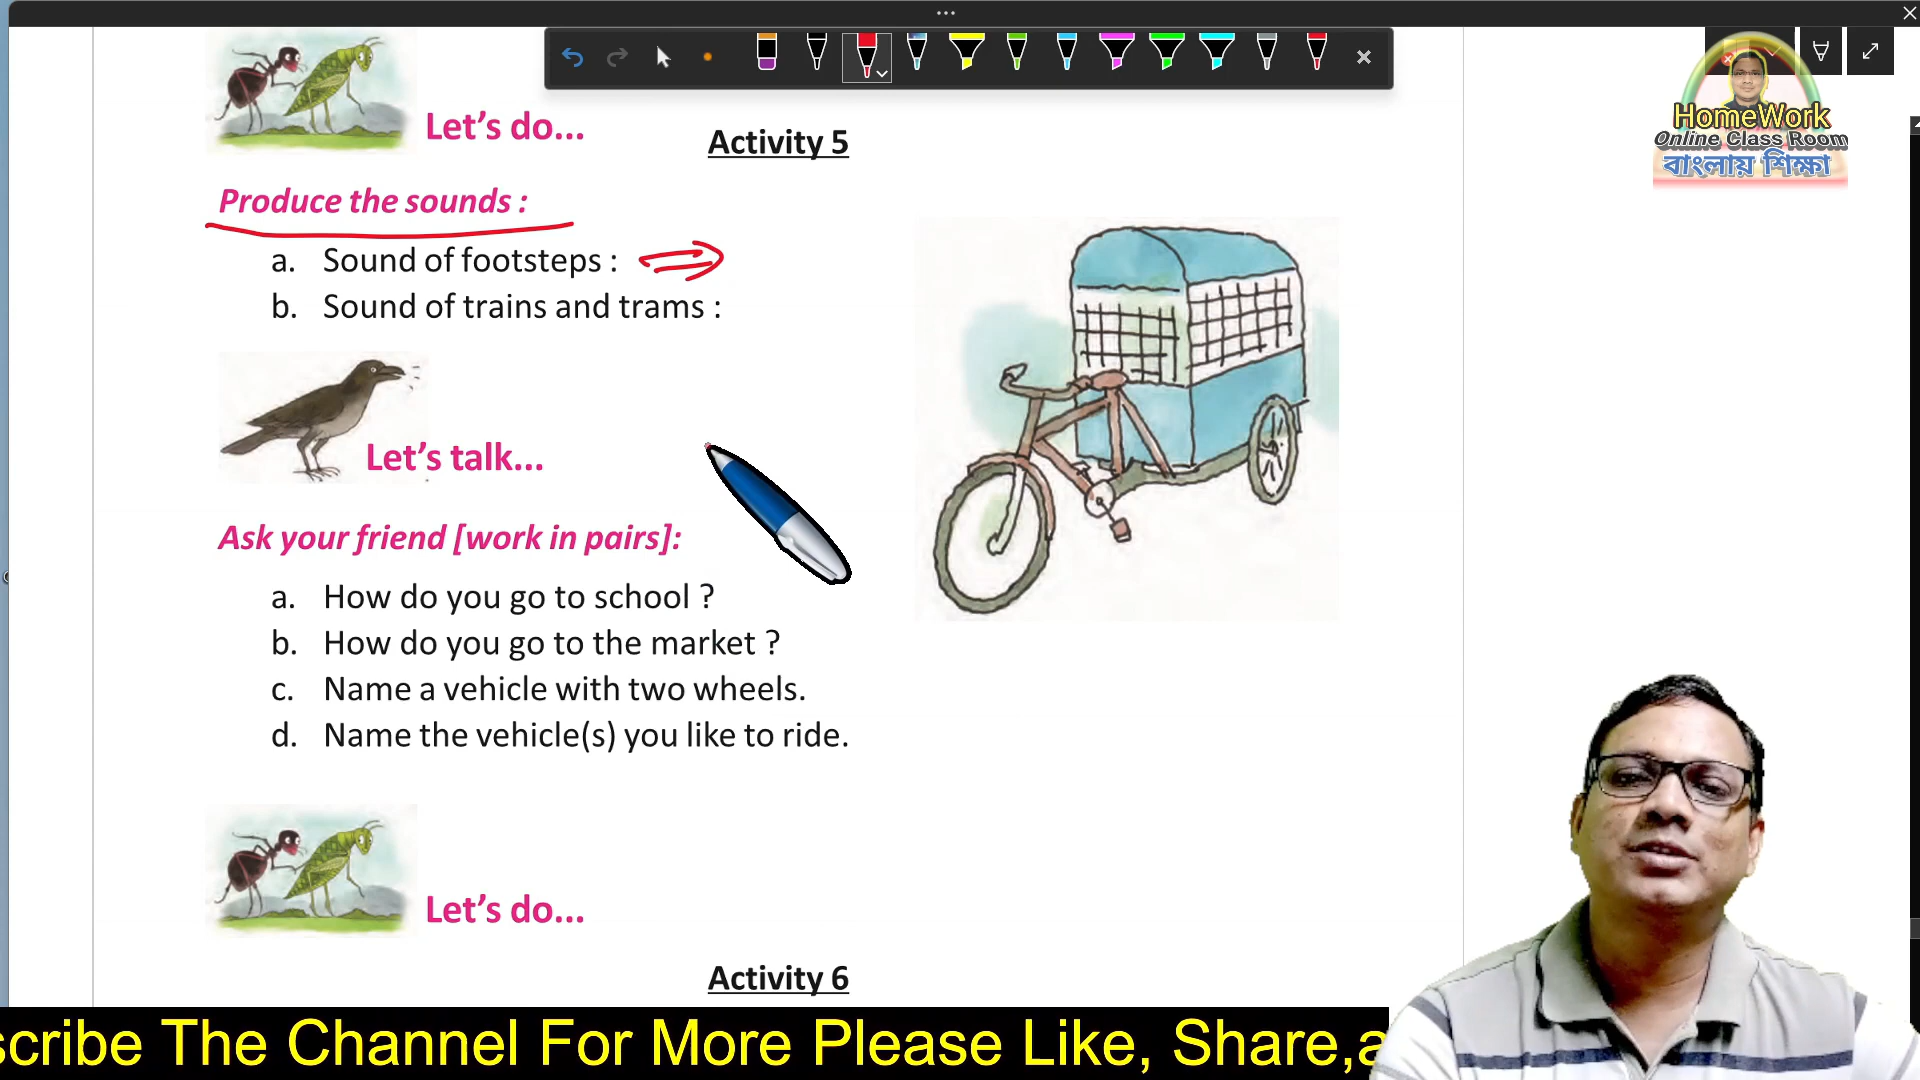 Let's do...
Activity 5
HomeWork
Online Class Room
বাংলায় শিক্ষা
Produce the sounds :
a. Sound of footsteps :
b. Sound of trains and trams :
Let's talk...
Ask your friend [work in pairs]:
a. How do you go to school ?
b. How do you go to the market ?
c. Name a vehicle with two wheels.
d. Name the vehicle(s) you like to ride.
Let's do...
Activity 6
scribe The Channel For More Please Like, Share,a